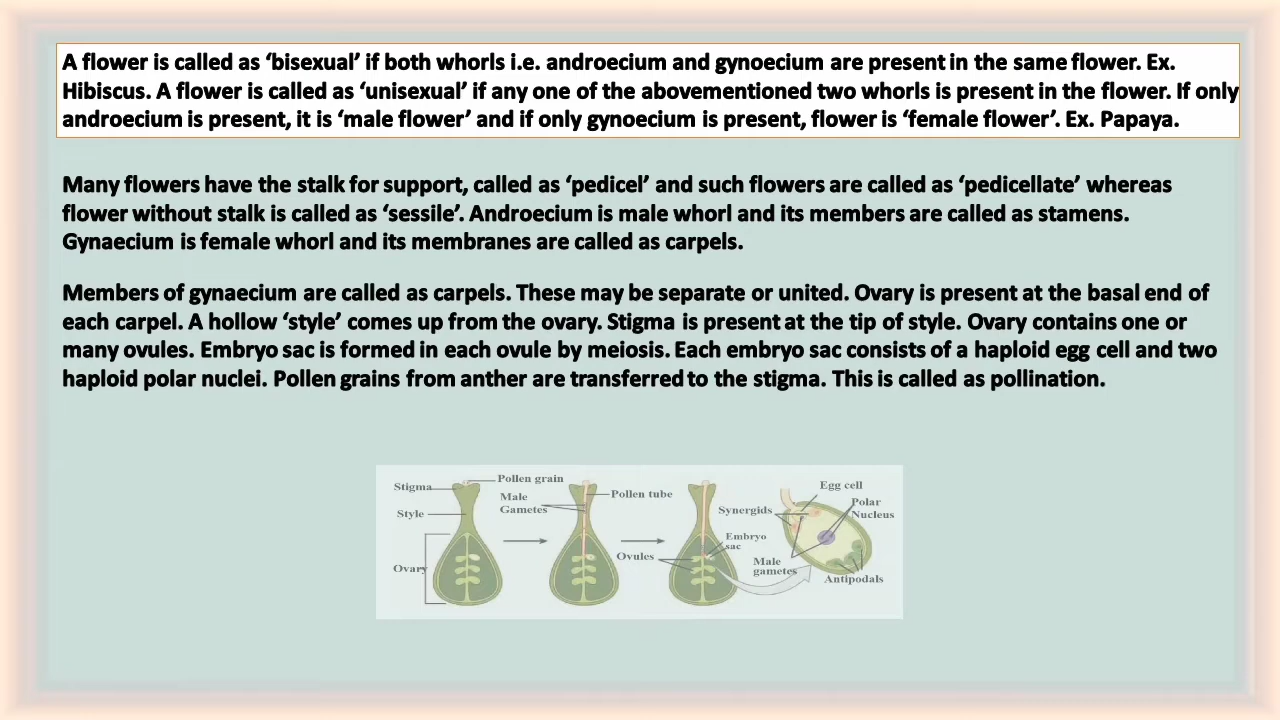 A flower is called as ‘bisexual’ if both whorls i.e. androecium and gynoecium are present in the same flower. Ex.
Hibiscus. A flower is called as ‘unisexual’ if any one of the abovementioned two whorls is present in the flower. If only
androecium is present, it is ‘male flower’ and if only gynoecium is present, flower is ‘female flower’. Ex. Papaya.
Many flowers have the stalk for support, called as ‘pedicel’ and such flowers are called as ‘pedicellate’ whereas
flower without stalk is called as ‘sessile’. Androecium is male whorl and its members are called as stamens.
Gynaecium is female whorl and its membranes are called as carpels.
Members of gynaecium are called as carpels. These may be separate or united. Ovary is present at the basal end of
each carpel. A hollow ‘style’ comes up from the ovary. Stigma is present at the tip of style. Ovary contains one or
many ovules. Embryo sac is formed in each ovule by meiosis. Each embryo sac consists of a haploid egg cell and two
haploid polar nuclei. Pollen grains from anther are transferred to the stigma. This is called as pollination.
Stigma
Pollen grain
Style
Ovary
Male
Gametes
Pollen tube
Ovules
Embryo
sac
Synergids
Egg cell
Polar
Nucleus
Male
gametes
Antipodals